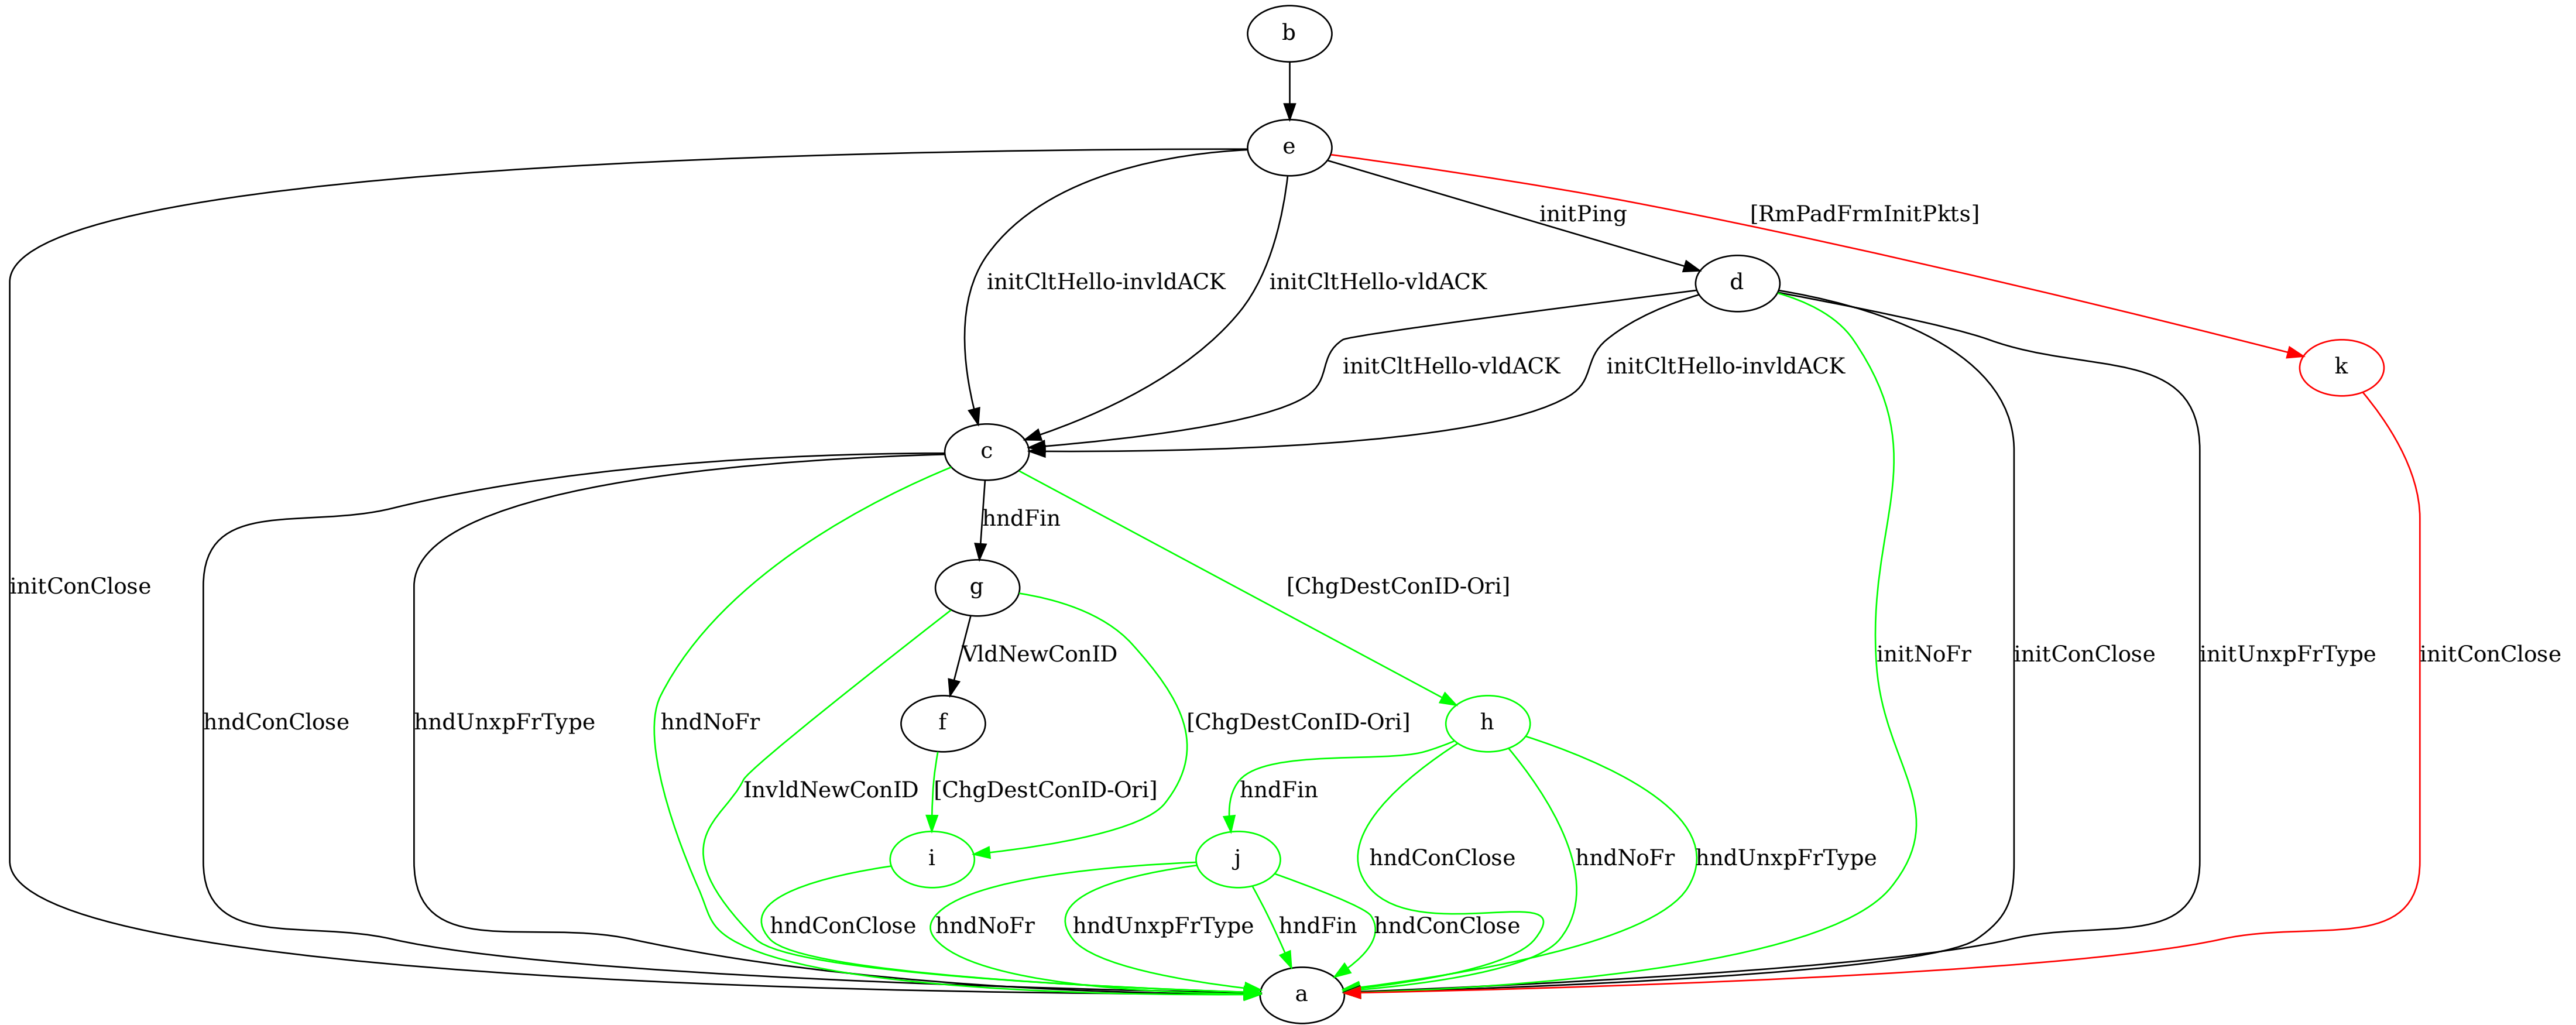 b
e
initPing
[RmPadFrmInitPkts]
initCltHello-invldACK
initCltHello-vldACK
d
initCltHello-vldACK
initCltHello-invldACK
k
c
hndFin
initConClose
g
[ChgDestConID-Ori]
VldNewConID
initNoFr
initConClose
initUnxpFrType
initConClose
hndConClose
hndUnxpFrType
hndNoFr
f
[ChgDestConID-Ori]
h
InvldNewConID
[ChgDestConID-Ori]
hndFin
i
j
hndConClose
hndNoFr
hndUnxpFrType
hndConClose
hndNoFr
hndUnxpFrType
hndFin
hndConClose
a